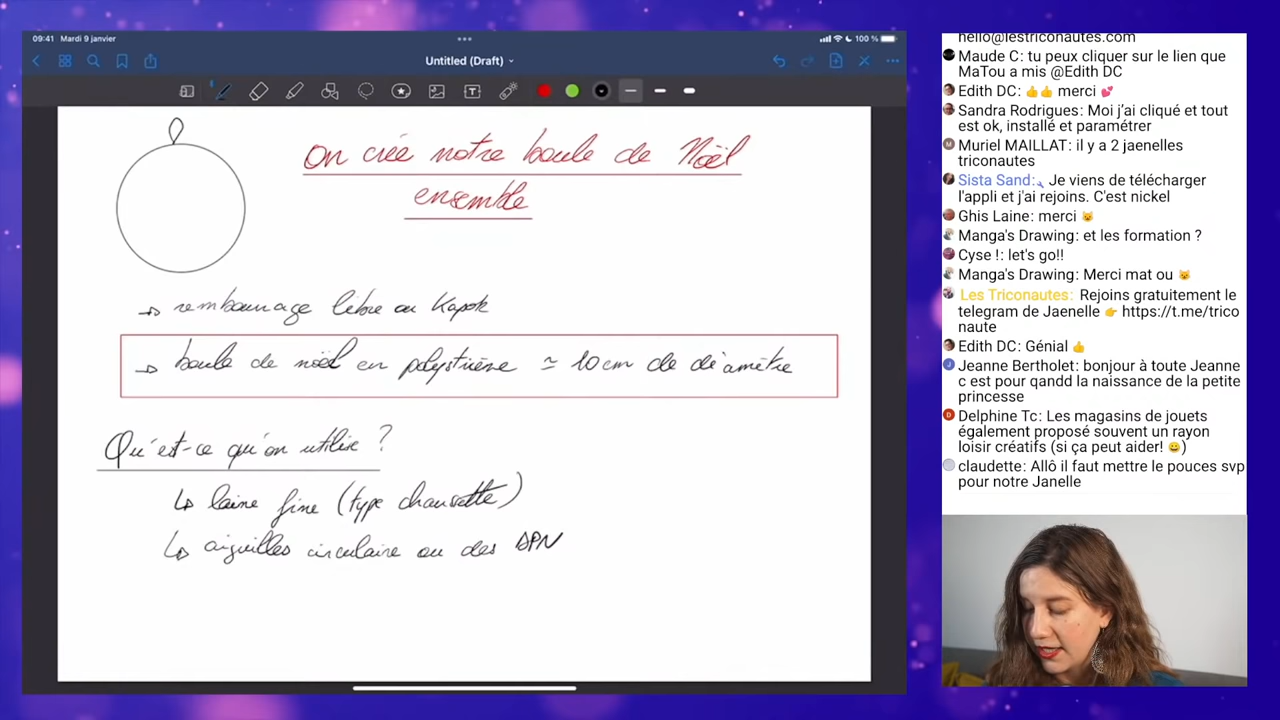 09:41 Mardi 9 janvier
100 %
Untitled (Draft)
On crée notre boule de Noël
ensemble
→ rembourrage libre ou Kapok
→ boule de noël en polystirène ≃ 10cm de diamètre
Qu'est-ce qu'on utilise ?
↳ laine fine (type chaussette)
↳ aiguilles circulaire ou des DPN
hello@lestriconautes.com
Maude C: tu peux cliquer sur le lien que
MaTou a mis @Edith DC
Edith DC: 👍👍 merci 💕
Sandra Rodrigues: Moi j'ai cliqué et tout
est ok, installé et paramétrer
M
Muriel MAILLAT: il y a 2 jaenelles
triconautes
Sista Sand: Je viens de télécharger
l'appli et j'ai rejoins. C'est nickel
Ghis Laine: merci 😺
Manga's Drawing: et les formation ?
Cyse !: let's go!!
Manga's Drawing: Merci mat ou 😺
Les Triconautes: Rejoins gratuitement le
telegram de Jaenelle 👉 https://t.me/trico
naute
Edith DC: Génial 👍
J
Jeanne Bertholet: bonjour à toute Jeanne
c est pour qandd la naissance de la petite
princesse
D
Delphine Tc: Les magasins de jouets
également proposé souvent un rayon
loisir créatifs (si ça peut aider! 😀)
claudette: Allô il faut mettre le pouces svp
pour notre Janelle